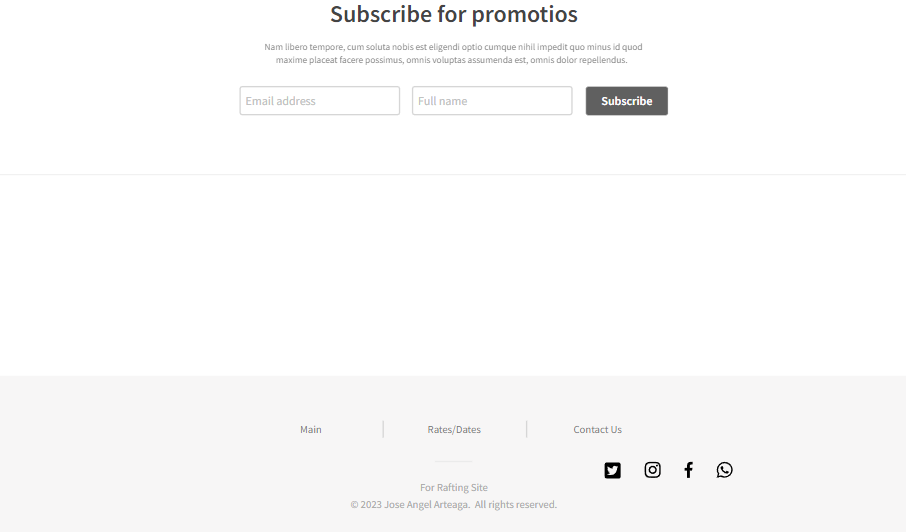 Subscribe for promotios
Nam libero tempore, cum soluta nobis est eligendi optio cumque nihil impedit quo minus id quod
maxime placeat facere possimus, omnis voluptas assumenda est, omnis dolor repellendus.
Email address Full name Subscribe
Main Rates/Dates Contact Us
For Rafting Site
© 2023 Jose Angel Arteaga. All rights reserved.